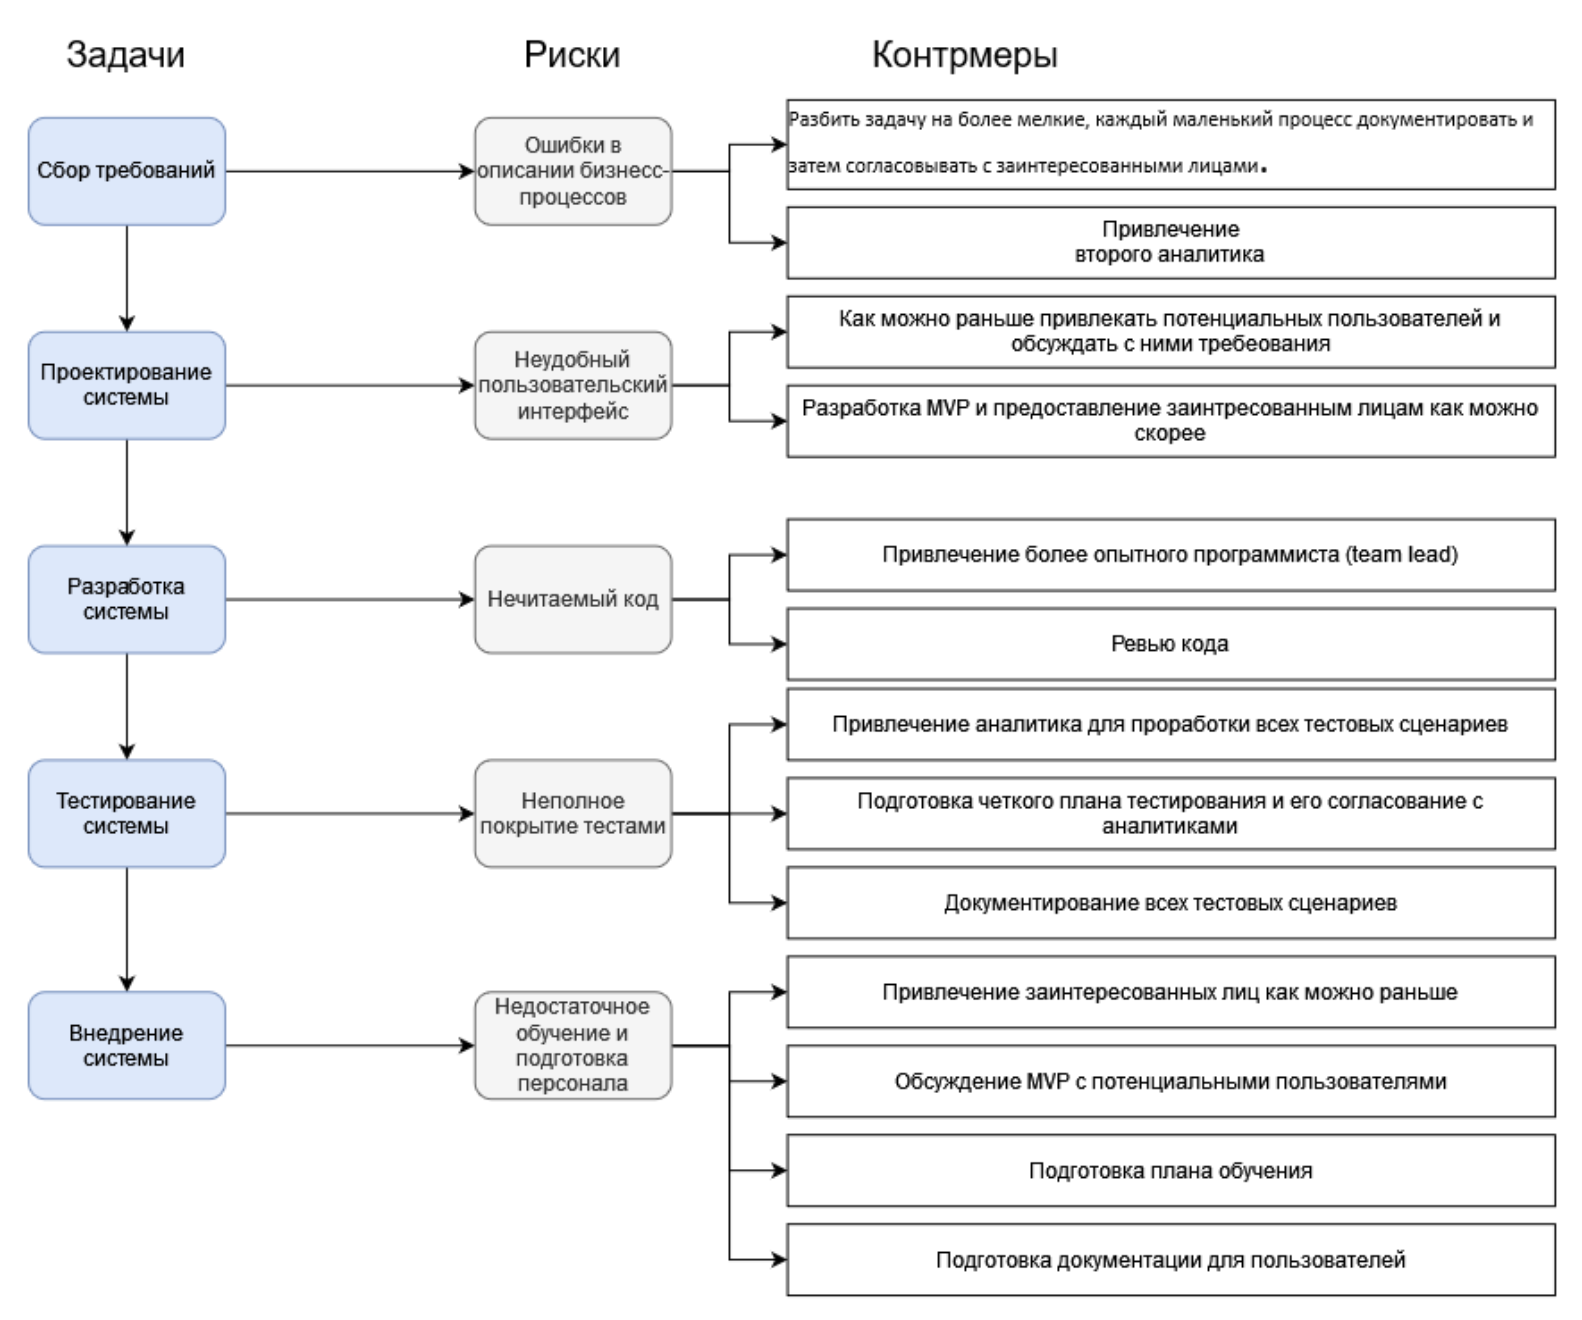 Задачи
Риски
Контрмеры
Сбор требований
Ошибки в
описании бизнесс-
процессов
Разбить задачу на более мелкие, каждый маленький процесс документировать и
затем согласовывать с заинтересованными лицами.
Привлечение
второго аналитика
Проектирование
системы
Неудобный
пользовательский
интерфейс
Как можно раньше привлекать потенциальных пользователей и
обсуждать с ними требеования
Разработка MVP и предоставление заинтресованным лицам как можно
скорее
Разработка
системы
Нечитаемый код
Привлечение более опытного программиста (team lead)
Ревью кода
Тестирование
системы
Неполное
покрытие тестами
Привлечение аналитика для проработки всех тестовых сценариев
Подготовка четкого плана тестирования и его согласование с
аналитиками
Документирование всех тестовых сценариев
Внедрение
системы
Недостаточное
обучение и
подготовка
персонала
Привлечение заинтересованных лиц как можно раньше
Обсуждение MVP с потенциальными пользователями
Подготовка плана обучения
Подготовка документации для пользователей